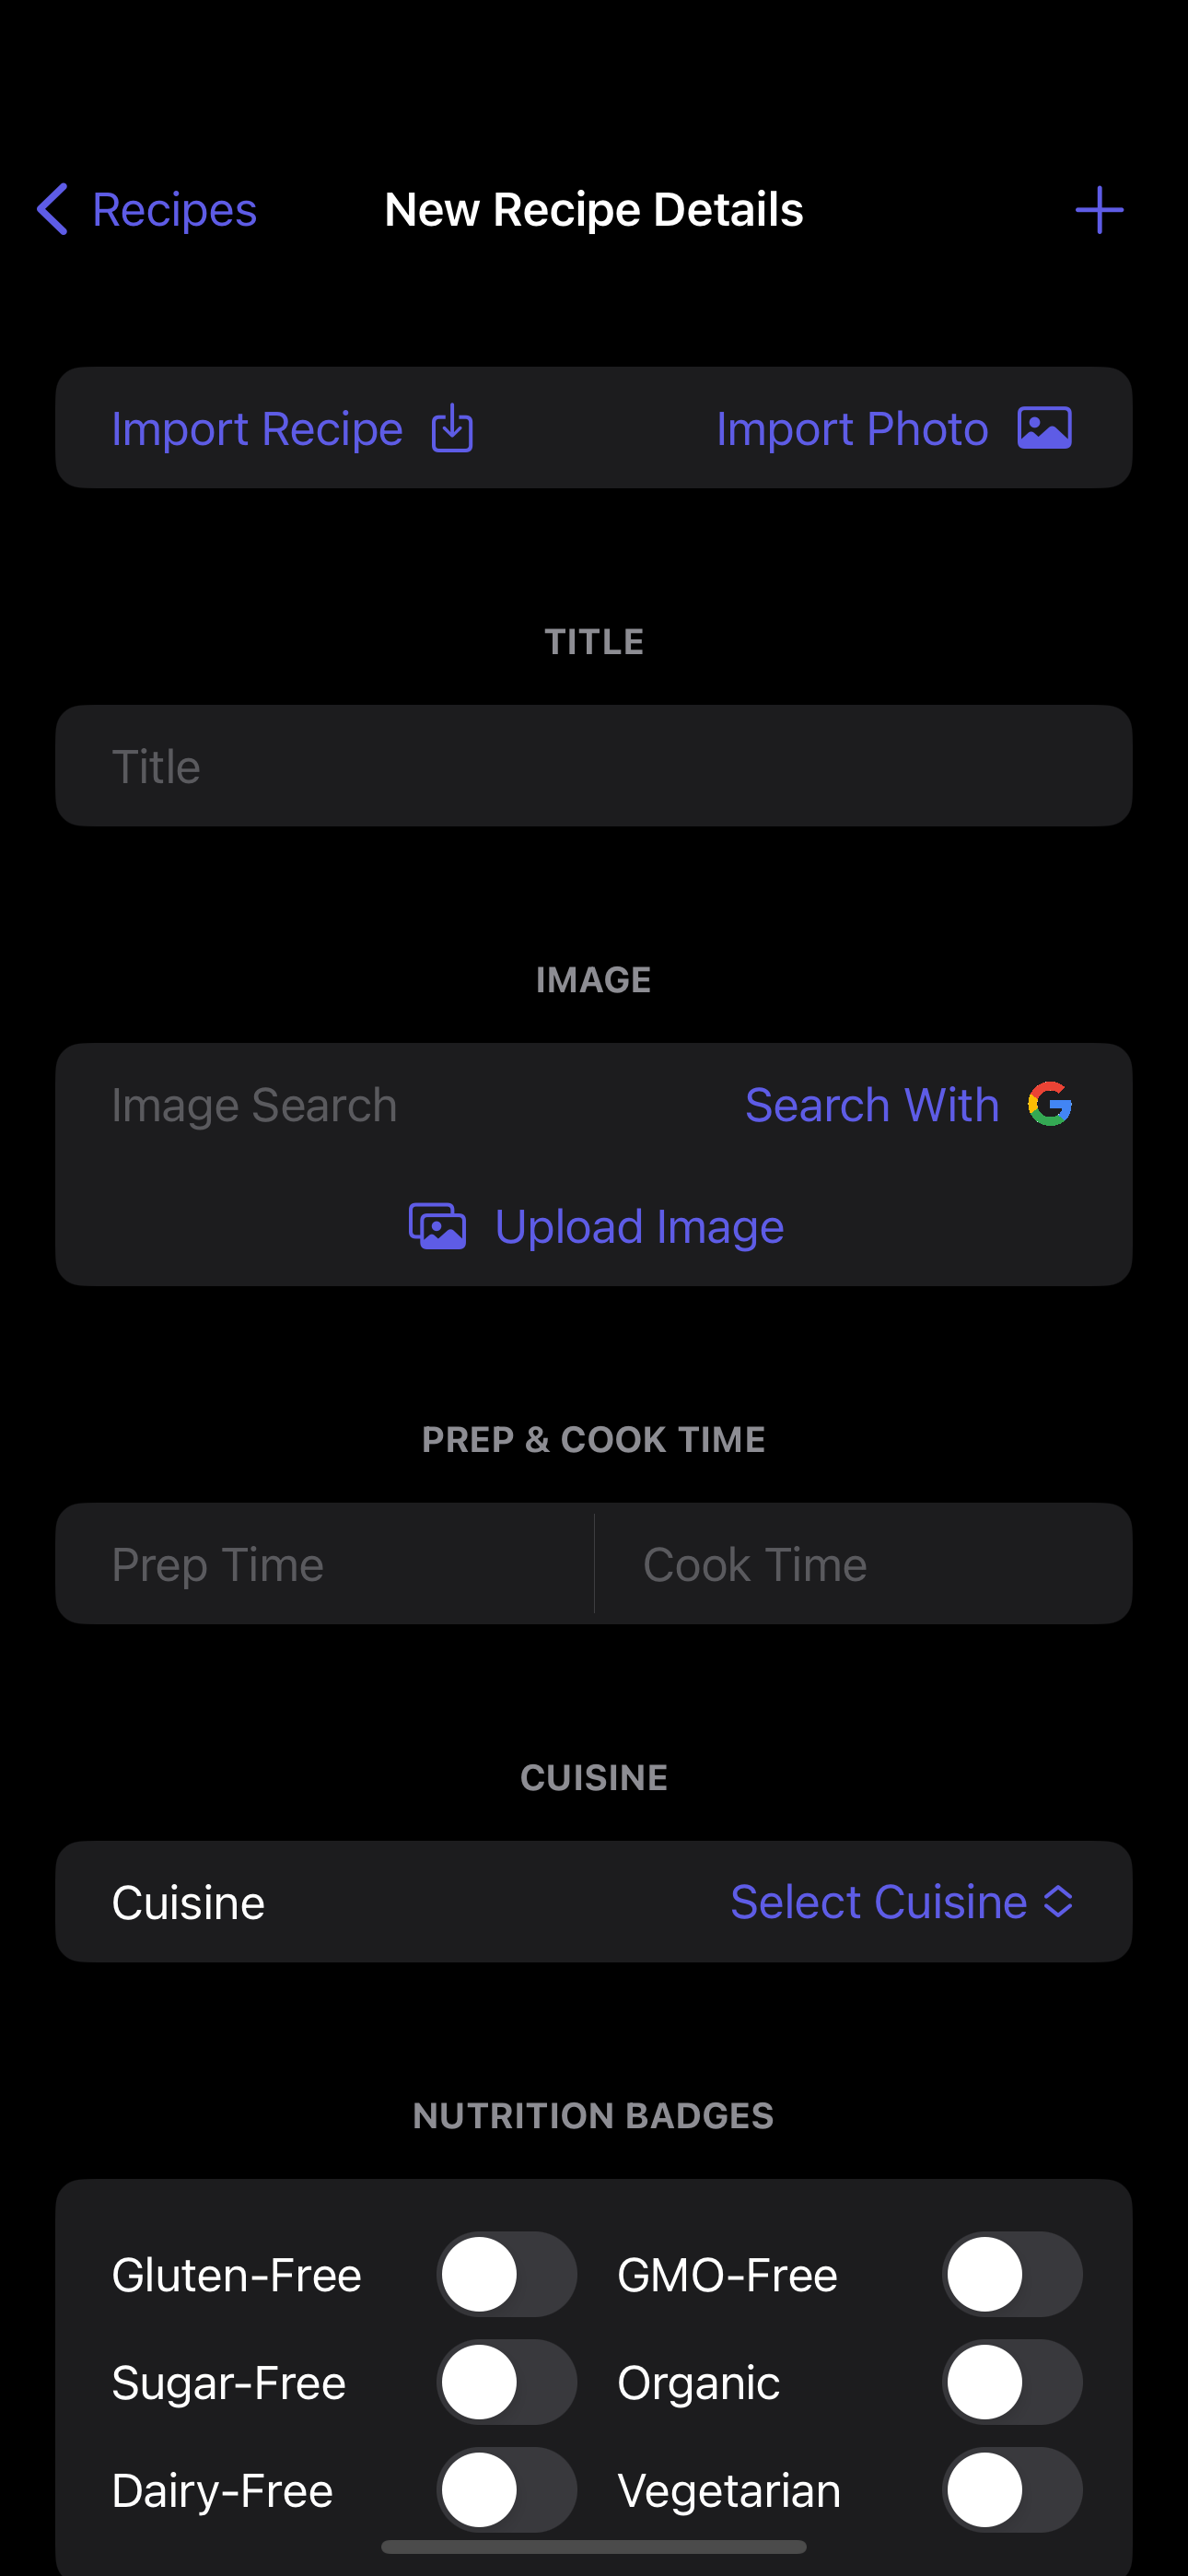 Recipes New Recipe Details
Import Recipe Import Photo
TITLE
Title
IMAGE
Image Search Search With
Upload Image
PREP & COOK TIME
Prep Time Cook Time
CUISINE
Cuisine Select Cuisine
NUTRITION BADGES
Gluten-Free GMO-Free
Sugar-Free Organic
Dairy-Free Vegetarian